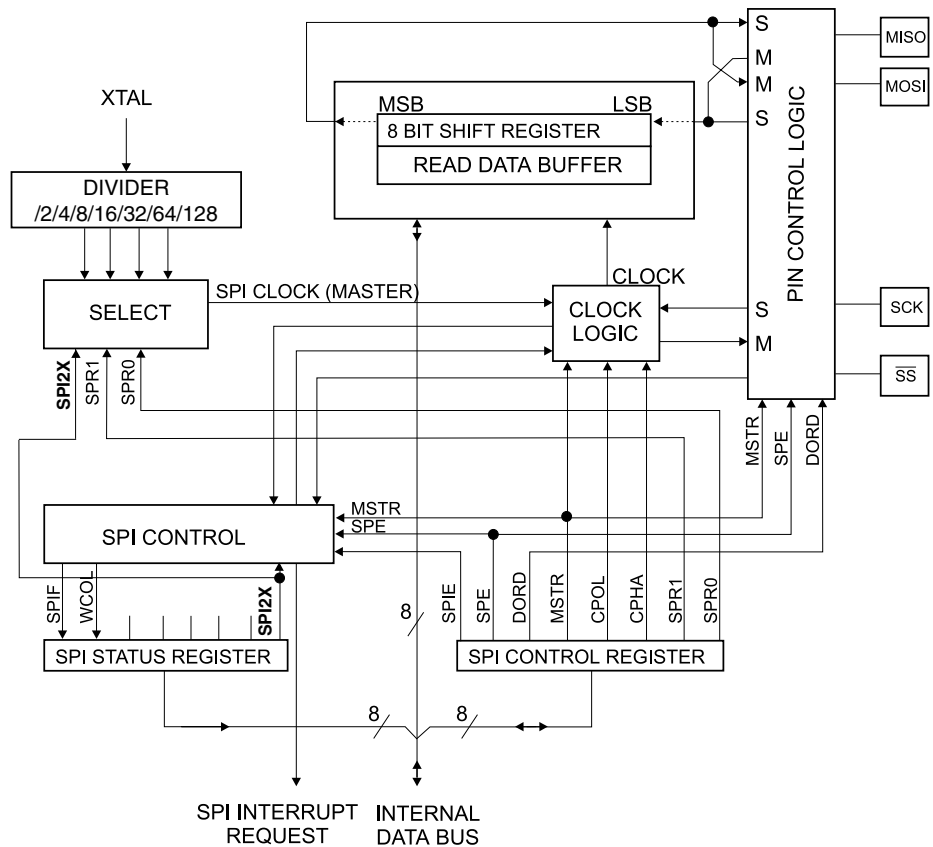 S
M
M
S
MISO
MOSI
PIN CONTROL LOGIC
XTAL
MSB
LSB
8 BIT SHIFT REGISTER
READ DATA BUFFER
DIVIDER
/2/4/8/16/32/64/128
SELECT
SPI CLOCK (MASTER)
CLOCK
CLOCK
LOGIC
S
M
SCK
SS
SPI2X
SPR1
SPR0
MSTR
SPE
DORD
SPI CONTROL
MSTR
SPE
SPIF
WCOL
SPI2X
8
SPIE
SPE
DORD
MSTR
CPOL
CPHA
SPR1
SPR0
SPI STATUS REGISTER
SPI CONTROL REGISTER
8
8
SPI INTERRUPT
REQUEST
INTERNAL
DATA BUS